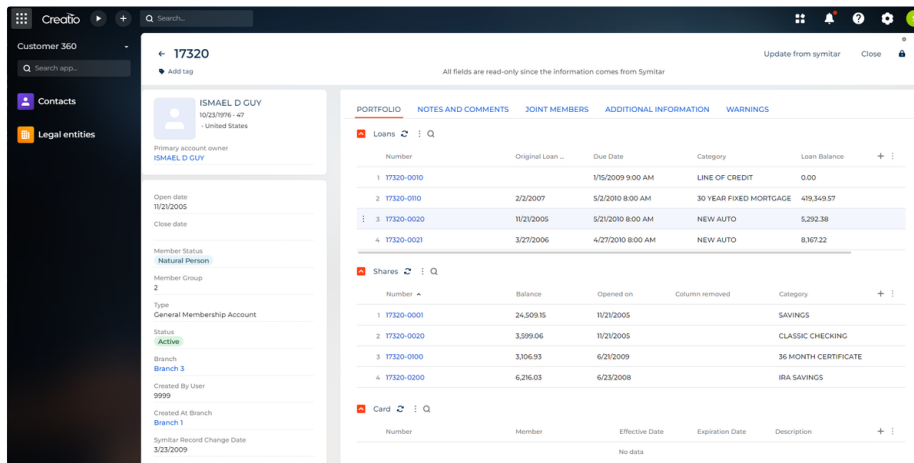 Creatio
Search...
Customer 360
Search app...
Contacts
Legal entities
17320
Update from symitar
Close
Add tag
All fields are read-only since the information comes from Symitar
ISMAEL D GUY
10/23/1976 - 47
- United States
Primary account owner
ISMAEL D GUY
Open date
11/21/2005
Close date
Member Status
Natural Person
Member Group
2
Type
General Membership Account
Status
Active
Branch
Branch 3
Created By User
9999
Created At Branch
Branch 1
Symitar Record Change Date
3/23/2009
PORTFOLIO NOTES AND COMMENTS JOINT MEMBERS ADDITIONAL INFORMATION WARNINGS
Loans
Number Original Loan ... Due Date Category Loan Balance
1 17320-0010 1/15/2009 9:00 AM LINE OF CREDIT 0.00
2 17320-0110 2/2/2007 5/2/2010 8:00 AM 30 YEAR FIXED MORTGAGE 419,349.57
3 17320-0020 11/21/2005 5/21/2010 8:00 AM NEW AUTO 5,292.38
4 17320-0021 3/27/2006 4/27/2010 8:00 AM NEW AUTO 8,167.22
Shares
Number Balance Opened on Column removed Category
1 17320-0001 24,509.15 11/21/2005 SAVINGS
2 17320-0020 3,599.06 11/21/2005 CLASSIC CHECKING
3 17320-0100 3,106.93 6/21/2009 36 MONTH CERTIFICATE
4 17320-0200 6,216.03 6/23/2008 IRA SAVINGS
Card
Number Member Effective Date Expiration Date Description
No data